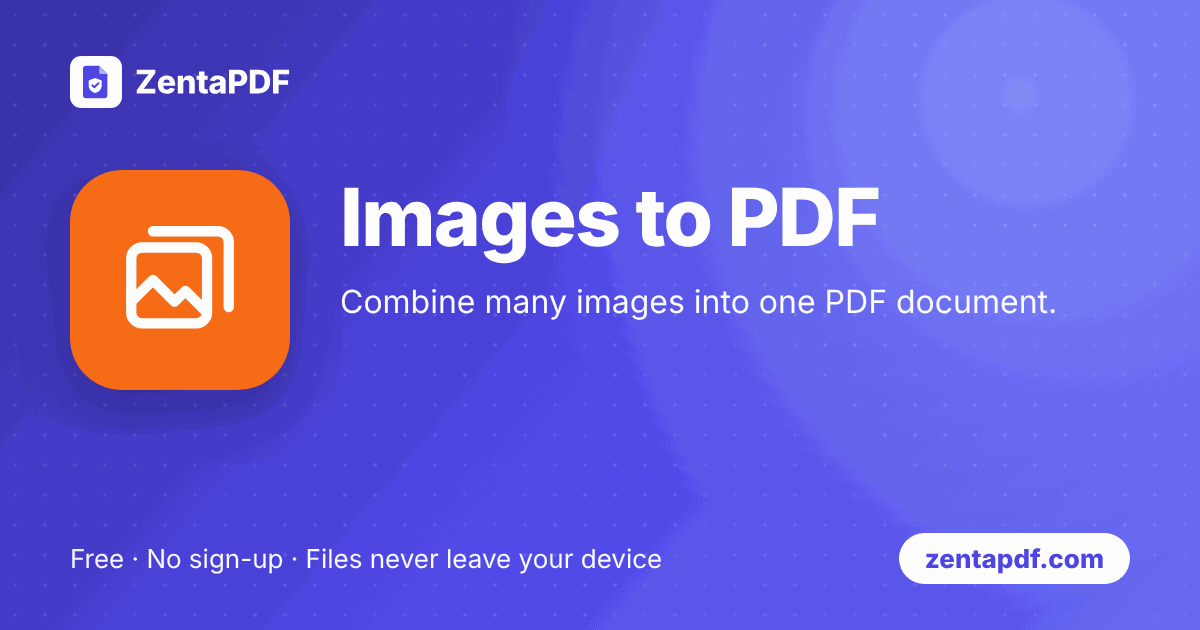 ZentaPDF
Images to PDF
Combine many images into one PDF document.
Free · No sign-up · Files never leave your device
zentapdf.com